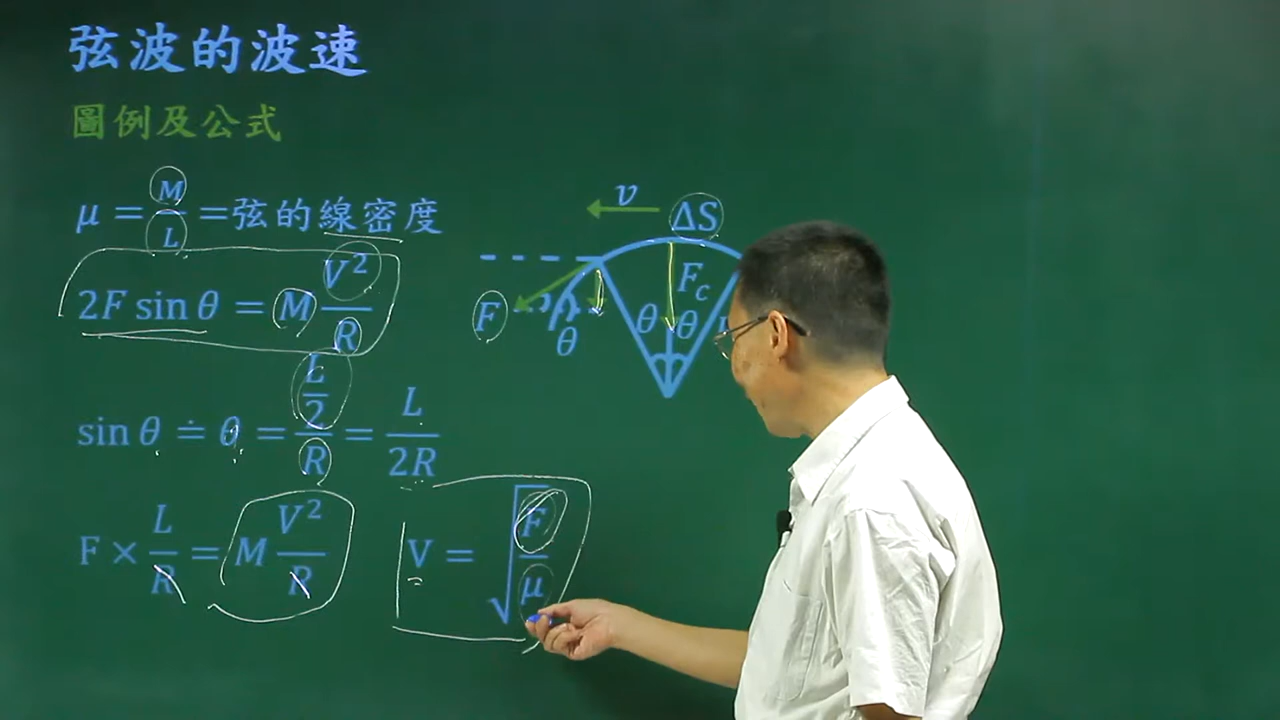 弦波的波速
圖例及公式
μ = M/L = 弦的線密度
2F sin θ = M V²/R
sin θ ≐ θ = (L/2)/R = L/2R
F × L/R = M V²/R
V = √(F/μ)
v
ΔS
F
θ
F_c
θ θ